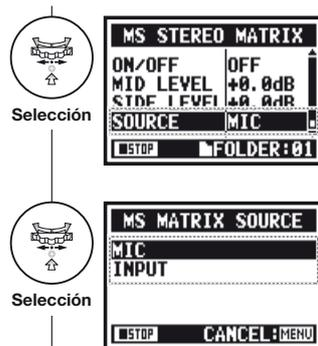 MS STEREO MATRIX
ON/OFF OFF
MID LEVEL +0.0dB
SIDE LEVEL +0.0dB
SOURCE MIC
STOP FOLDER:01
Selección
MS MATRIX SOURCE
MIC
INPUT
STOP CANCEL:MENU
Selección